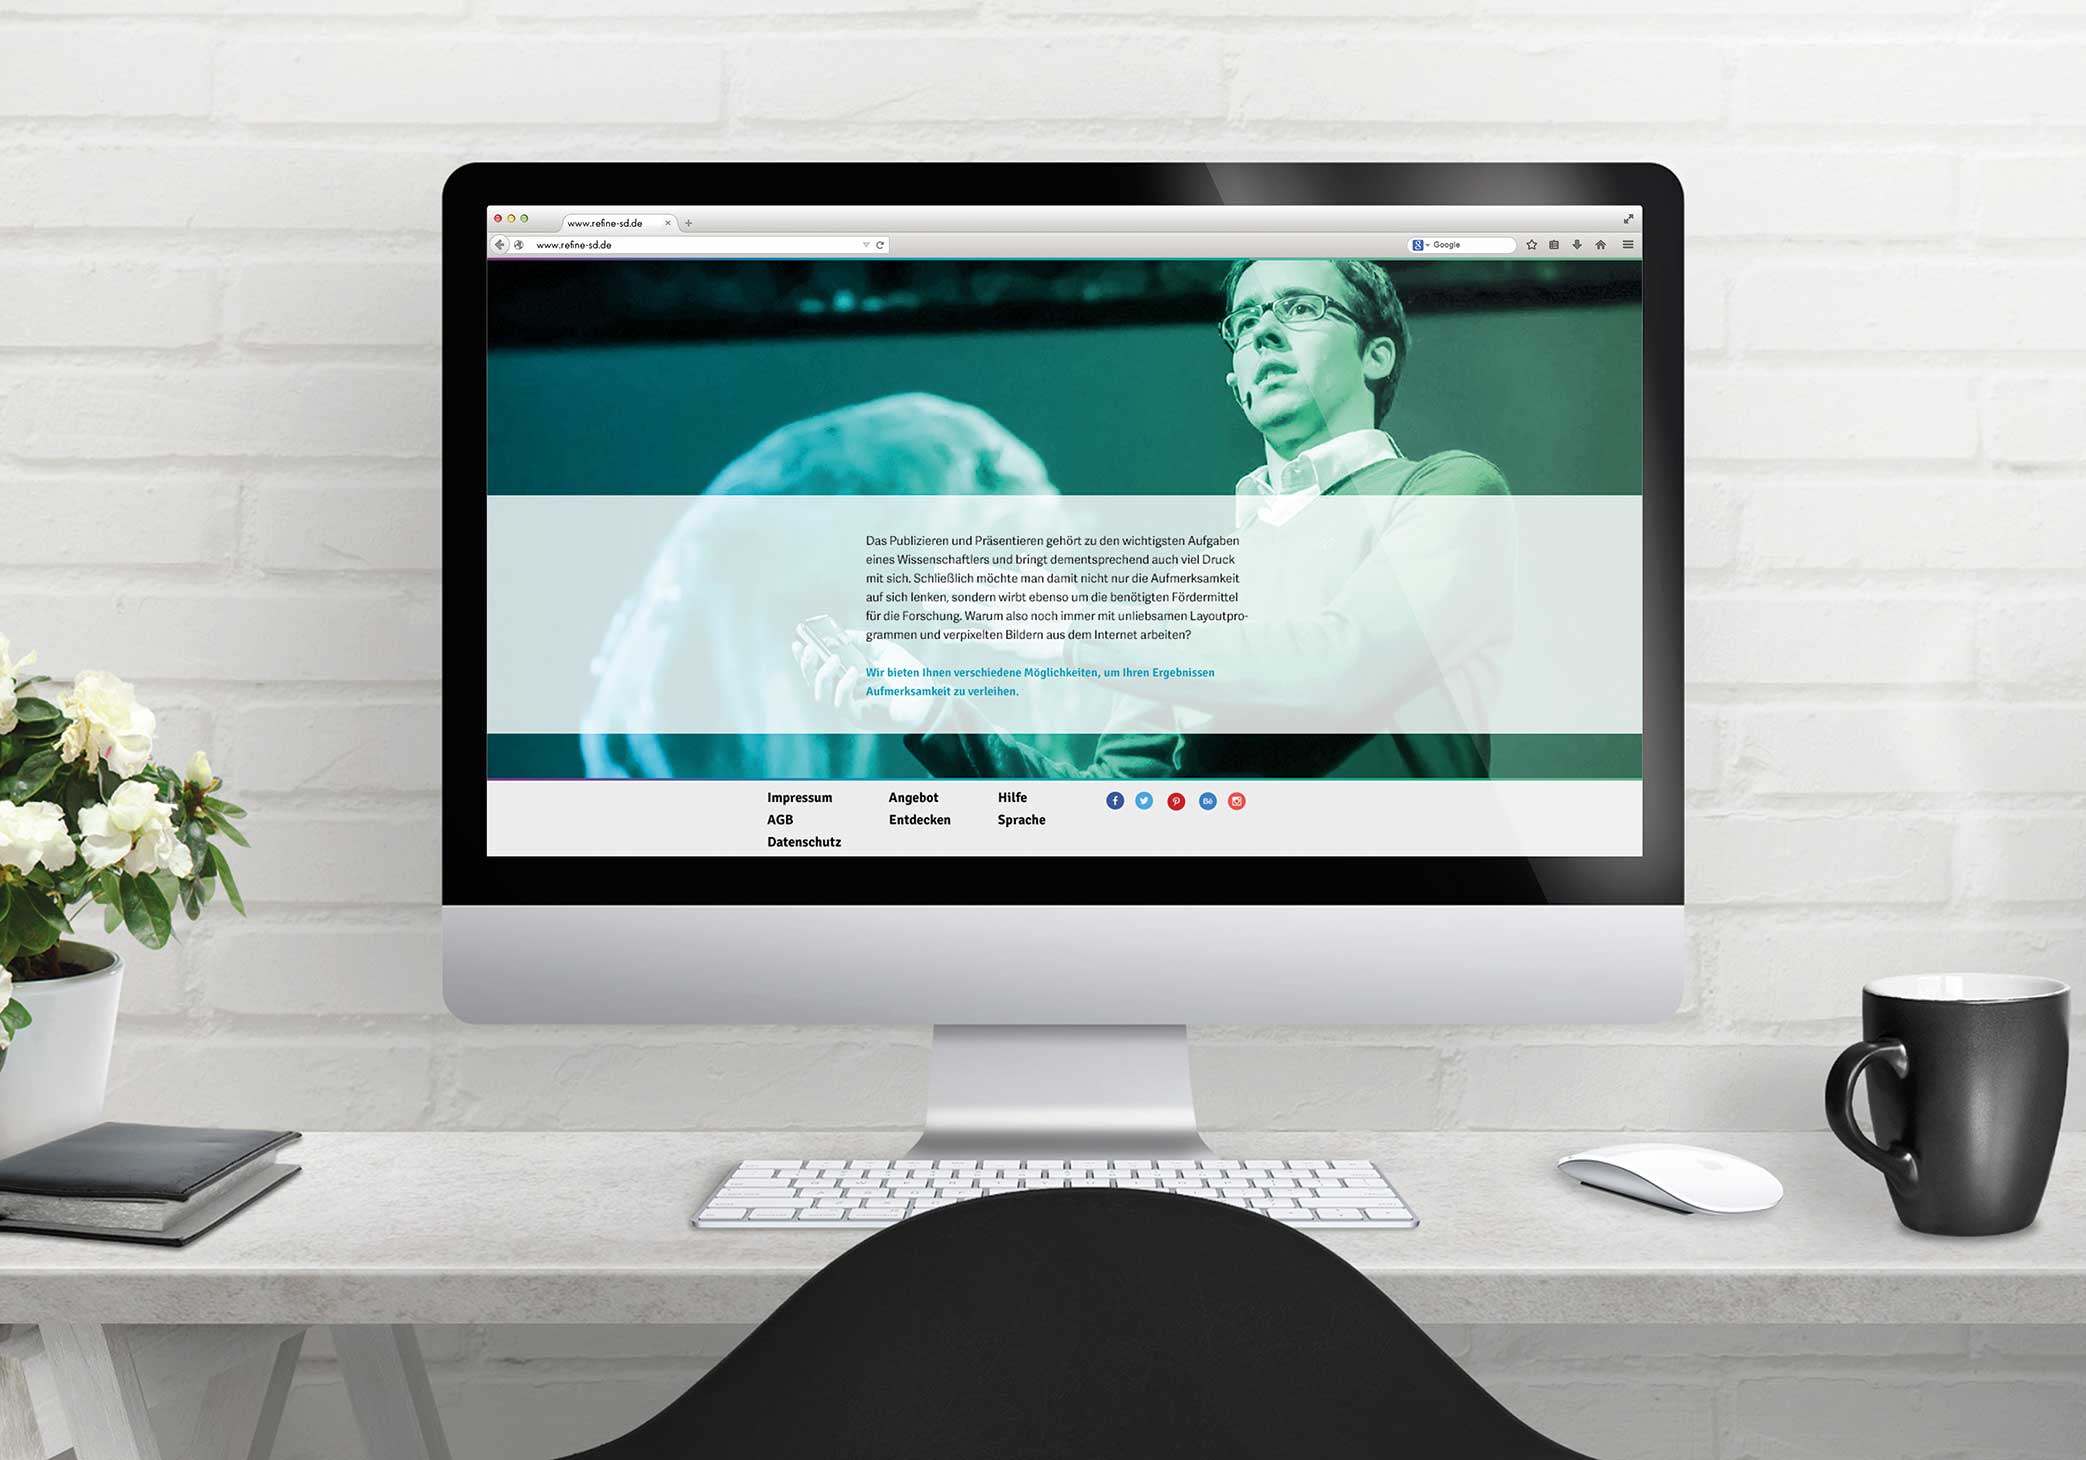 www.refine-sd.de
www.refine-sd.de
Google
Das Publizieren und Präsentieren gehört zu den wichtigsten Aufgaben
eines Wissenschaftlers und bringt dementsprechend auch viel Druck
mit sich. Schließlich möchte man damit nicht nur die Aufmerksamkeit
auf sich lenken, sondern wirbt ebenso um die benötigten Fördermittel
für die Forschung. Warum also noch immer mit unliebsamen Layoutpro-
grammen und verpixelten Bildern aus dem Internet arbeiten?
Wir bieten Ihnen verschiedene Möglichkeiten, um Ihren Ergebnissen
Aufmerksamkeit zu verleihen.
Impressum Angebot Hilfe
AGB Entdecken Sprache
Datenschutz